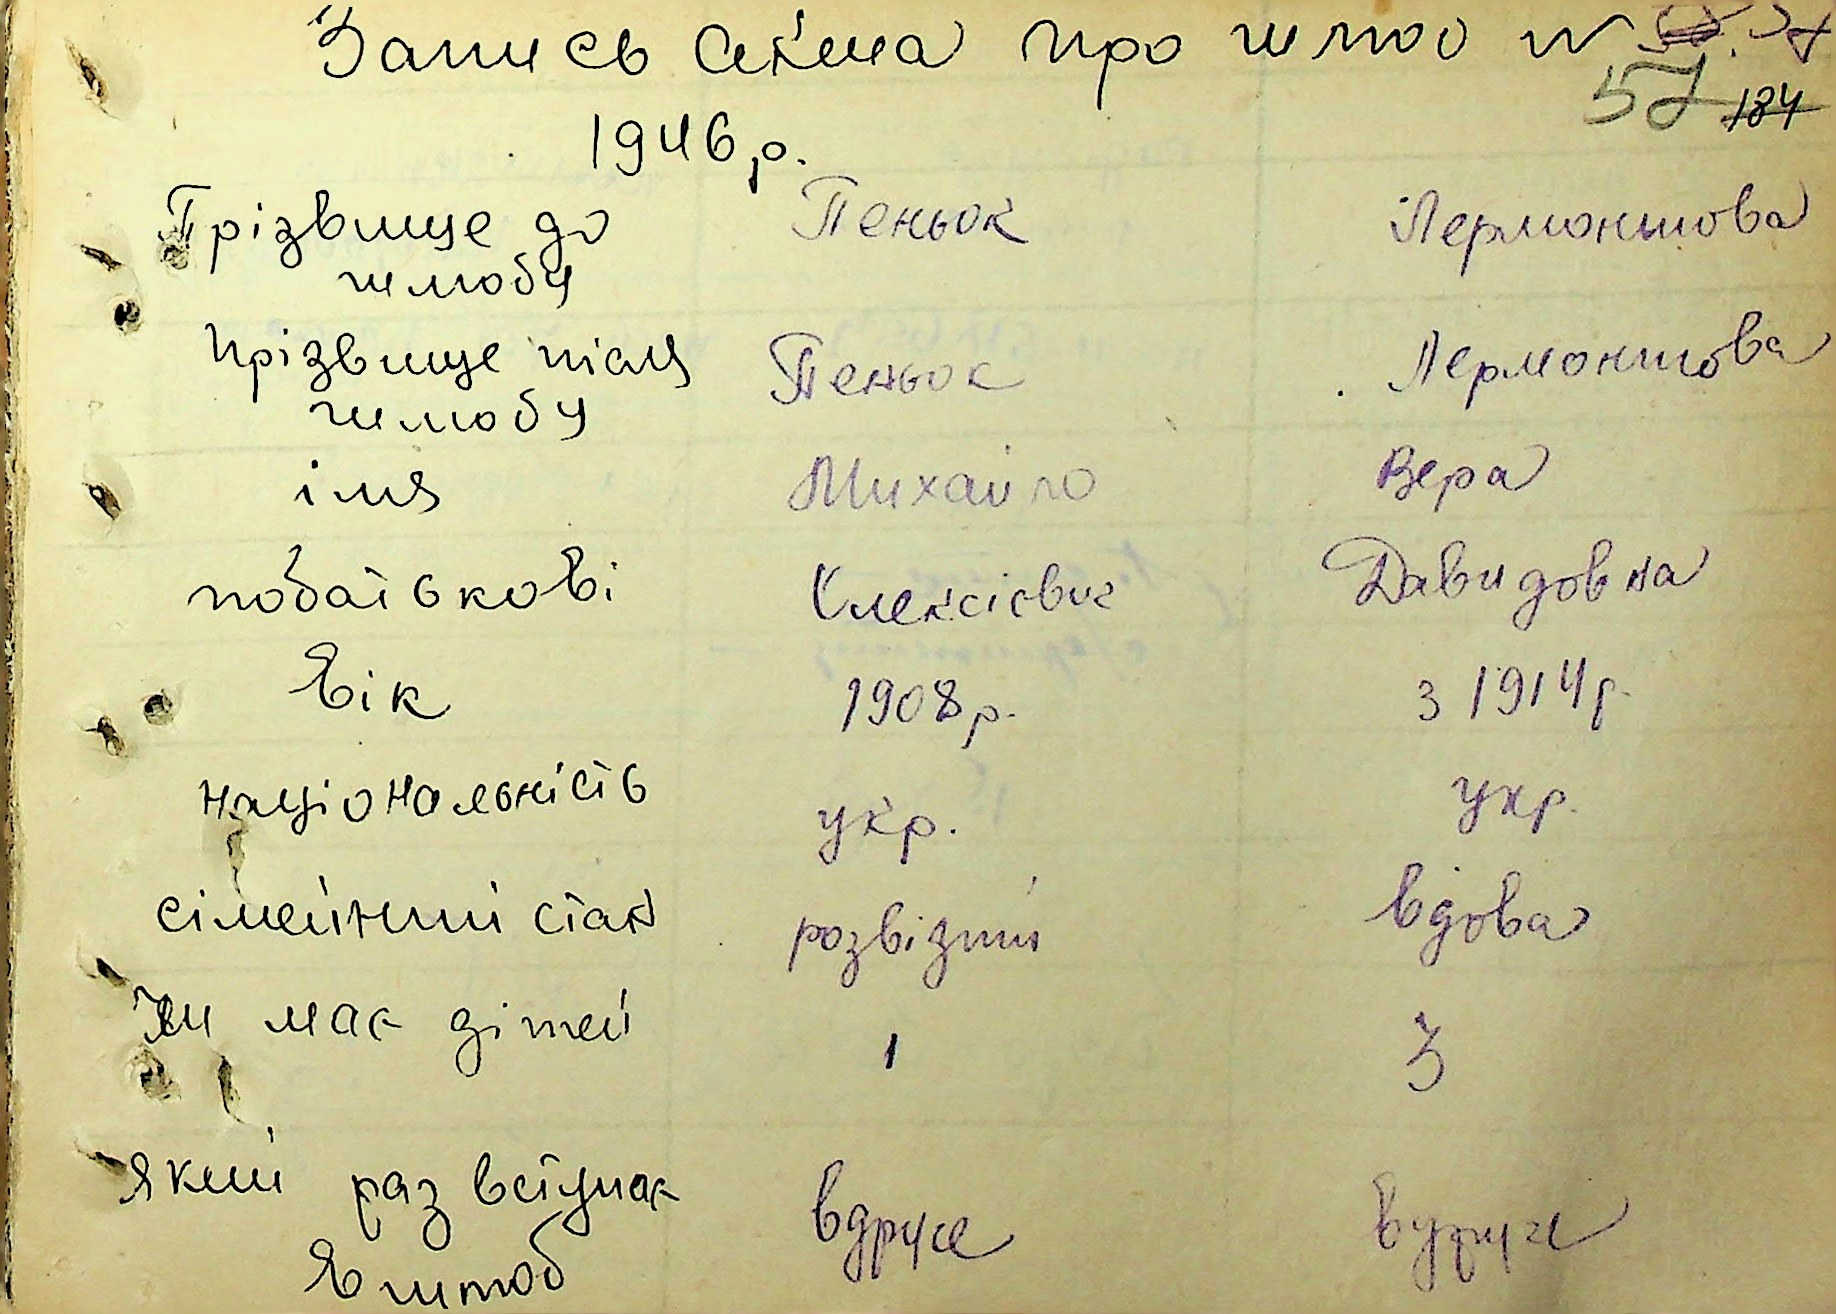 Запись акта про шлюб №
57 184
1946 р.
Прізвище до шлюбу Пеньок Лермонтова
Прізвище після шлюбу Пеньок Лермонтова
імя Михайло Вера
побатькові Олексієвич Давидовна
Вік 1908 р. з 1914 р.
національність укр. укр.
сімейний стан розвізний вдова
Чи має дітей 1 3
який раз вступає в шлюб вдруге вдруге